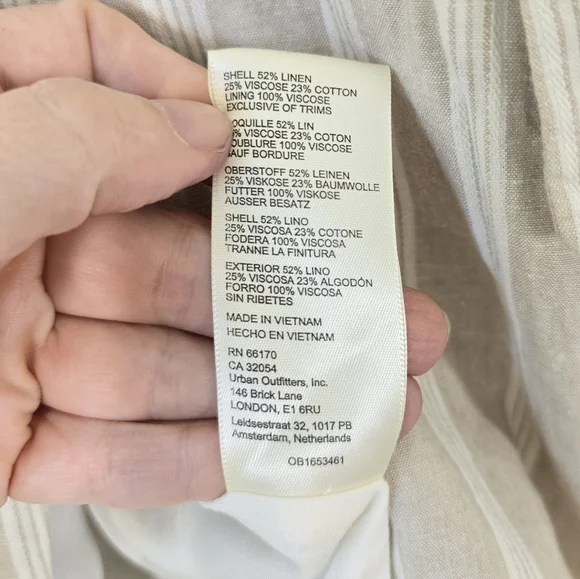 SHELL 52% LINEN
25% VISCOSE 23% COTTON
LINING 100% VISCOSE
EXCLUSIVE OF TRIMS
COQUILLE 52% LIN
VISCOSE 23% COTON
DOUBLURE 100% VISCOSE
SAUF BORDURE
OBERSTOFF 52% LEINEN
25% VISKOSE 23% BAUMWOLLE
FUTTER 100% VISKOSE
AUSSER BESATZ
SHELL 52% LINO
25% VISCOSA 23% COTONE
FODERA 100% VISCOSA
TRANNE LA FINITURA
EXTERIOR 52% LINO
25% VISCOSA 23% ALGODÓN
FORRO 100% VISCOSA
SIN RIBETES
MADE IN VIETNAM
HECHO EN VIETNAM
RN 66170
CA 32054
Urban Outfitters, Inc.
146 Brick Lane
LONDON, E1 6RU
Leidsestraat 32, 1017 PB
Amsterdam, Netherlands
OB1653461